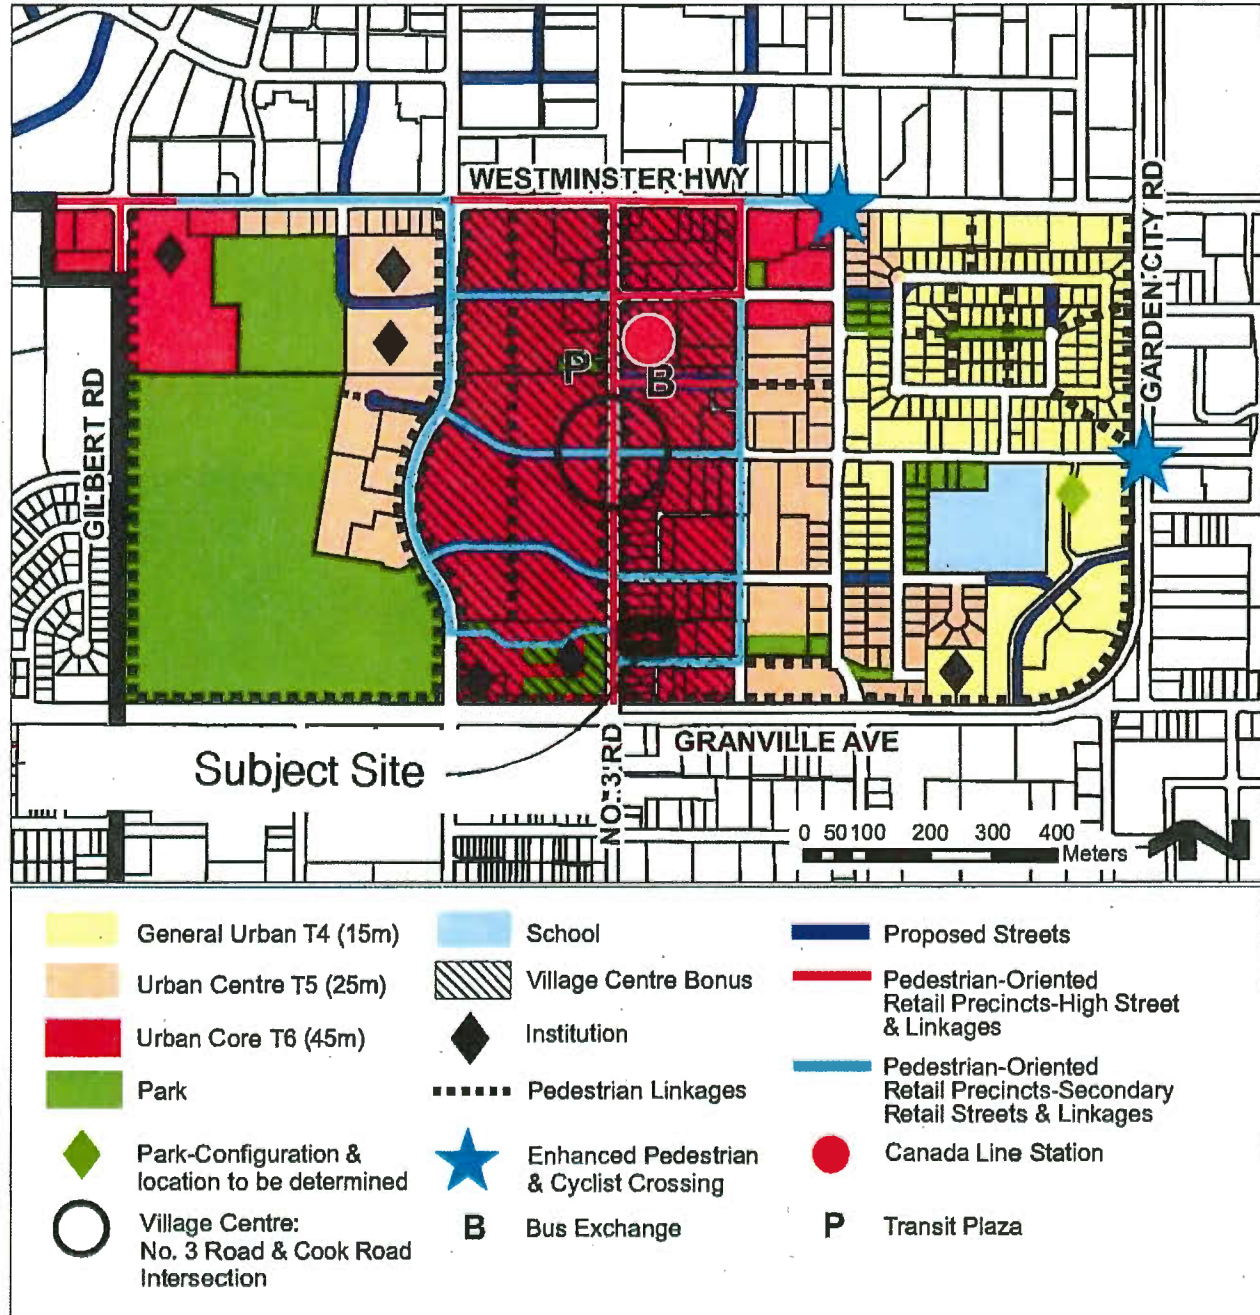 WESTMINSTER HWY
GARDEN CITY RD
GILBERT RD
P
B
Subject Site
NO. 3 RD
GRANVILLE AVE
0 50 100 200 300 400
Meters
General Urban T4 (15m)
Urban Centre T5 (25m)
Urban Core T6 (45m)
Park
Park-Configuration &
location to be determined
Village Centre:
No. 3 Road & Cook Road
Intersection
School
Village Centre Bonus
Institution
Pedestrian Linkages
Enhanced Pedestrian
& Cyclist Crossing
B Bus Exchange
Proposed Streets
Pedestrian-Oriented
Retail Precincts-High Street
& Linkages
Pedestrian-Oriented
Retail Precincts-Secondary
Retail Streets & Linkages
Canada Line Station
P Transit Plaza